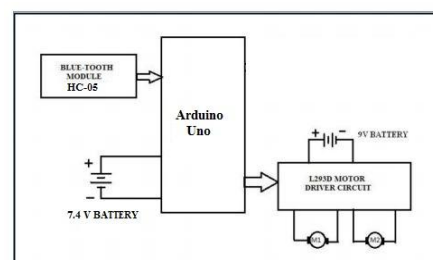 BLUE-TOOTH
MODULE
HC-05
Arduino
Uno
+
−
7.4 V BATTERY
+ −
9V BATTERY
L293D MOTOR
DRIVER CIRCUIT
M1
M2